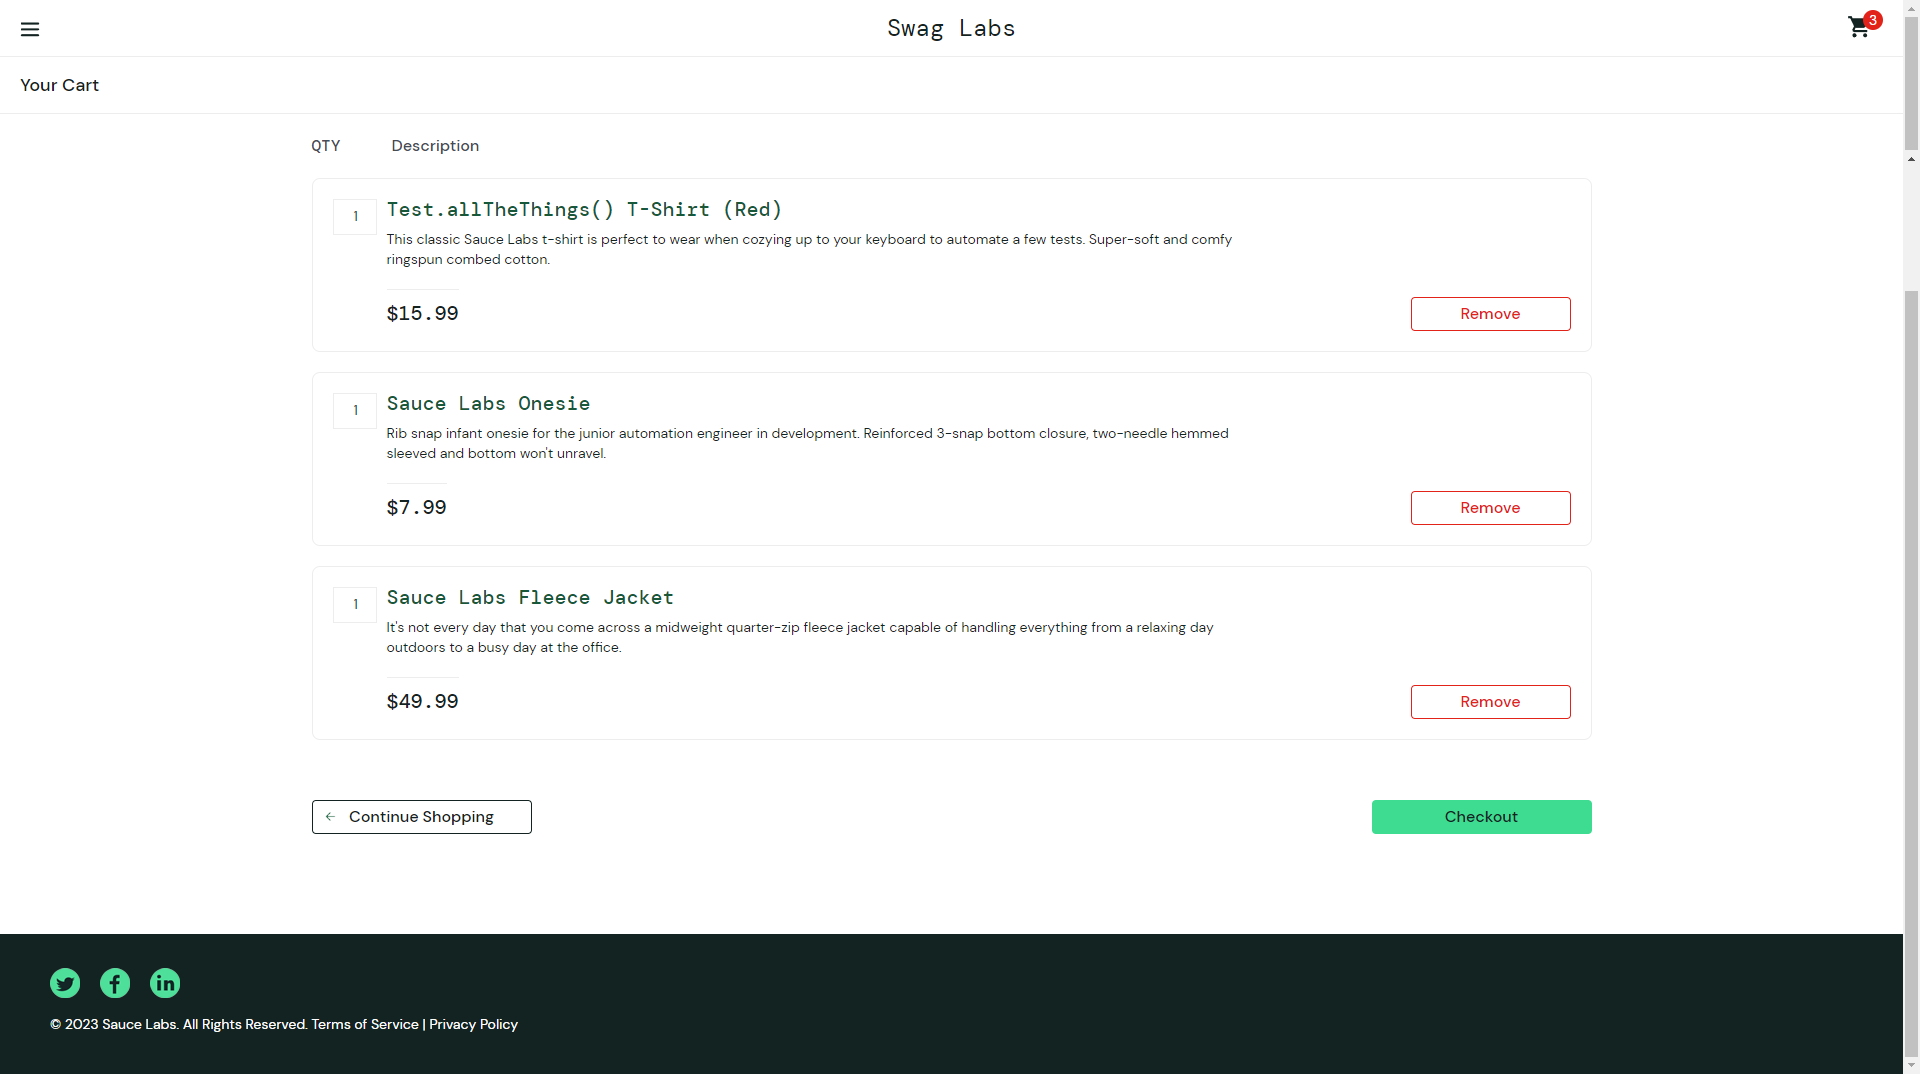 Swag Labs
3
Your Cart
QTY
Description
1
Test.allTheThings() T-Shirt (Red)
This classic Sauce Labs t-shirt is perfect to wear when cozying up to your keyboard to automate a few tests. Super-soft and comfy
ringspun combed cotton.
$15.99
Remove
1
Sauce Labs Onesie
Rib snap infant onesie for the junior automation engineer in development. Reinforced 3-snap bottom closure, two-needle hemmed
sleeved and bottom won't unravel.
$7.99
Remove
1
Sauce Labs Fleece Jacket
It's not every day that you come across a midweight quarter-zip fleece jacket capable of handling everything from a relaxing day
outdoors to a busy day at the office.
$49.99
Remove
Continue Shopping
Checkout
© 2023 Sauce Labs. All Rights Reserved. Terms of Service | Privacy Policy